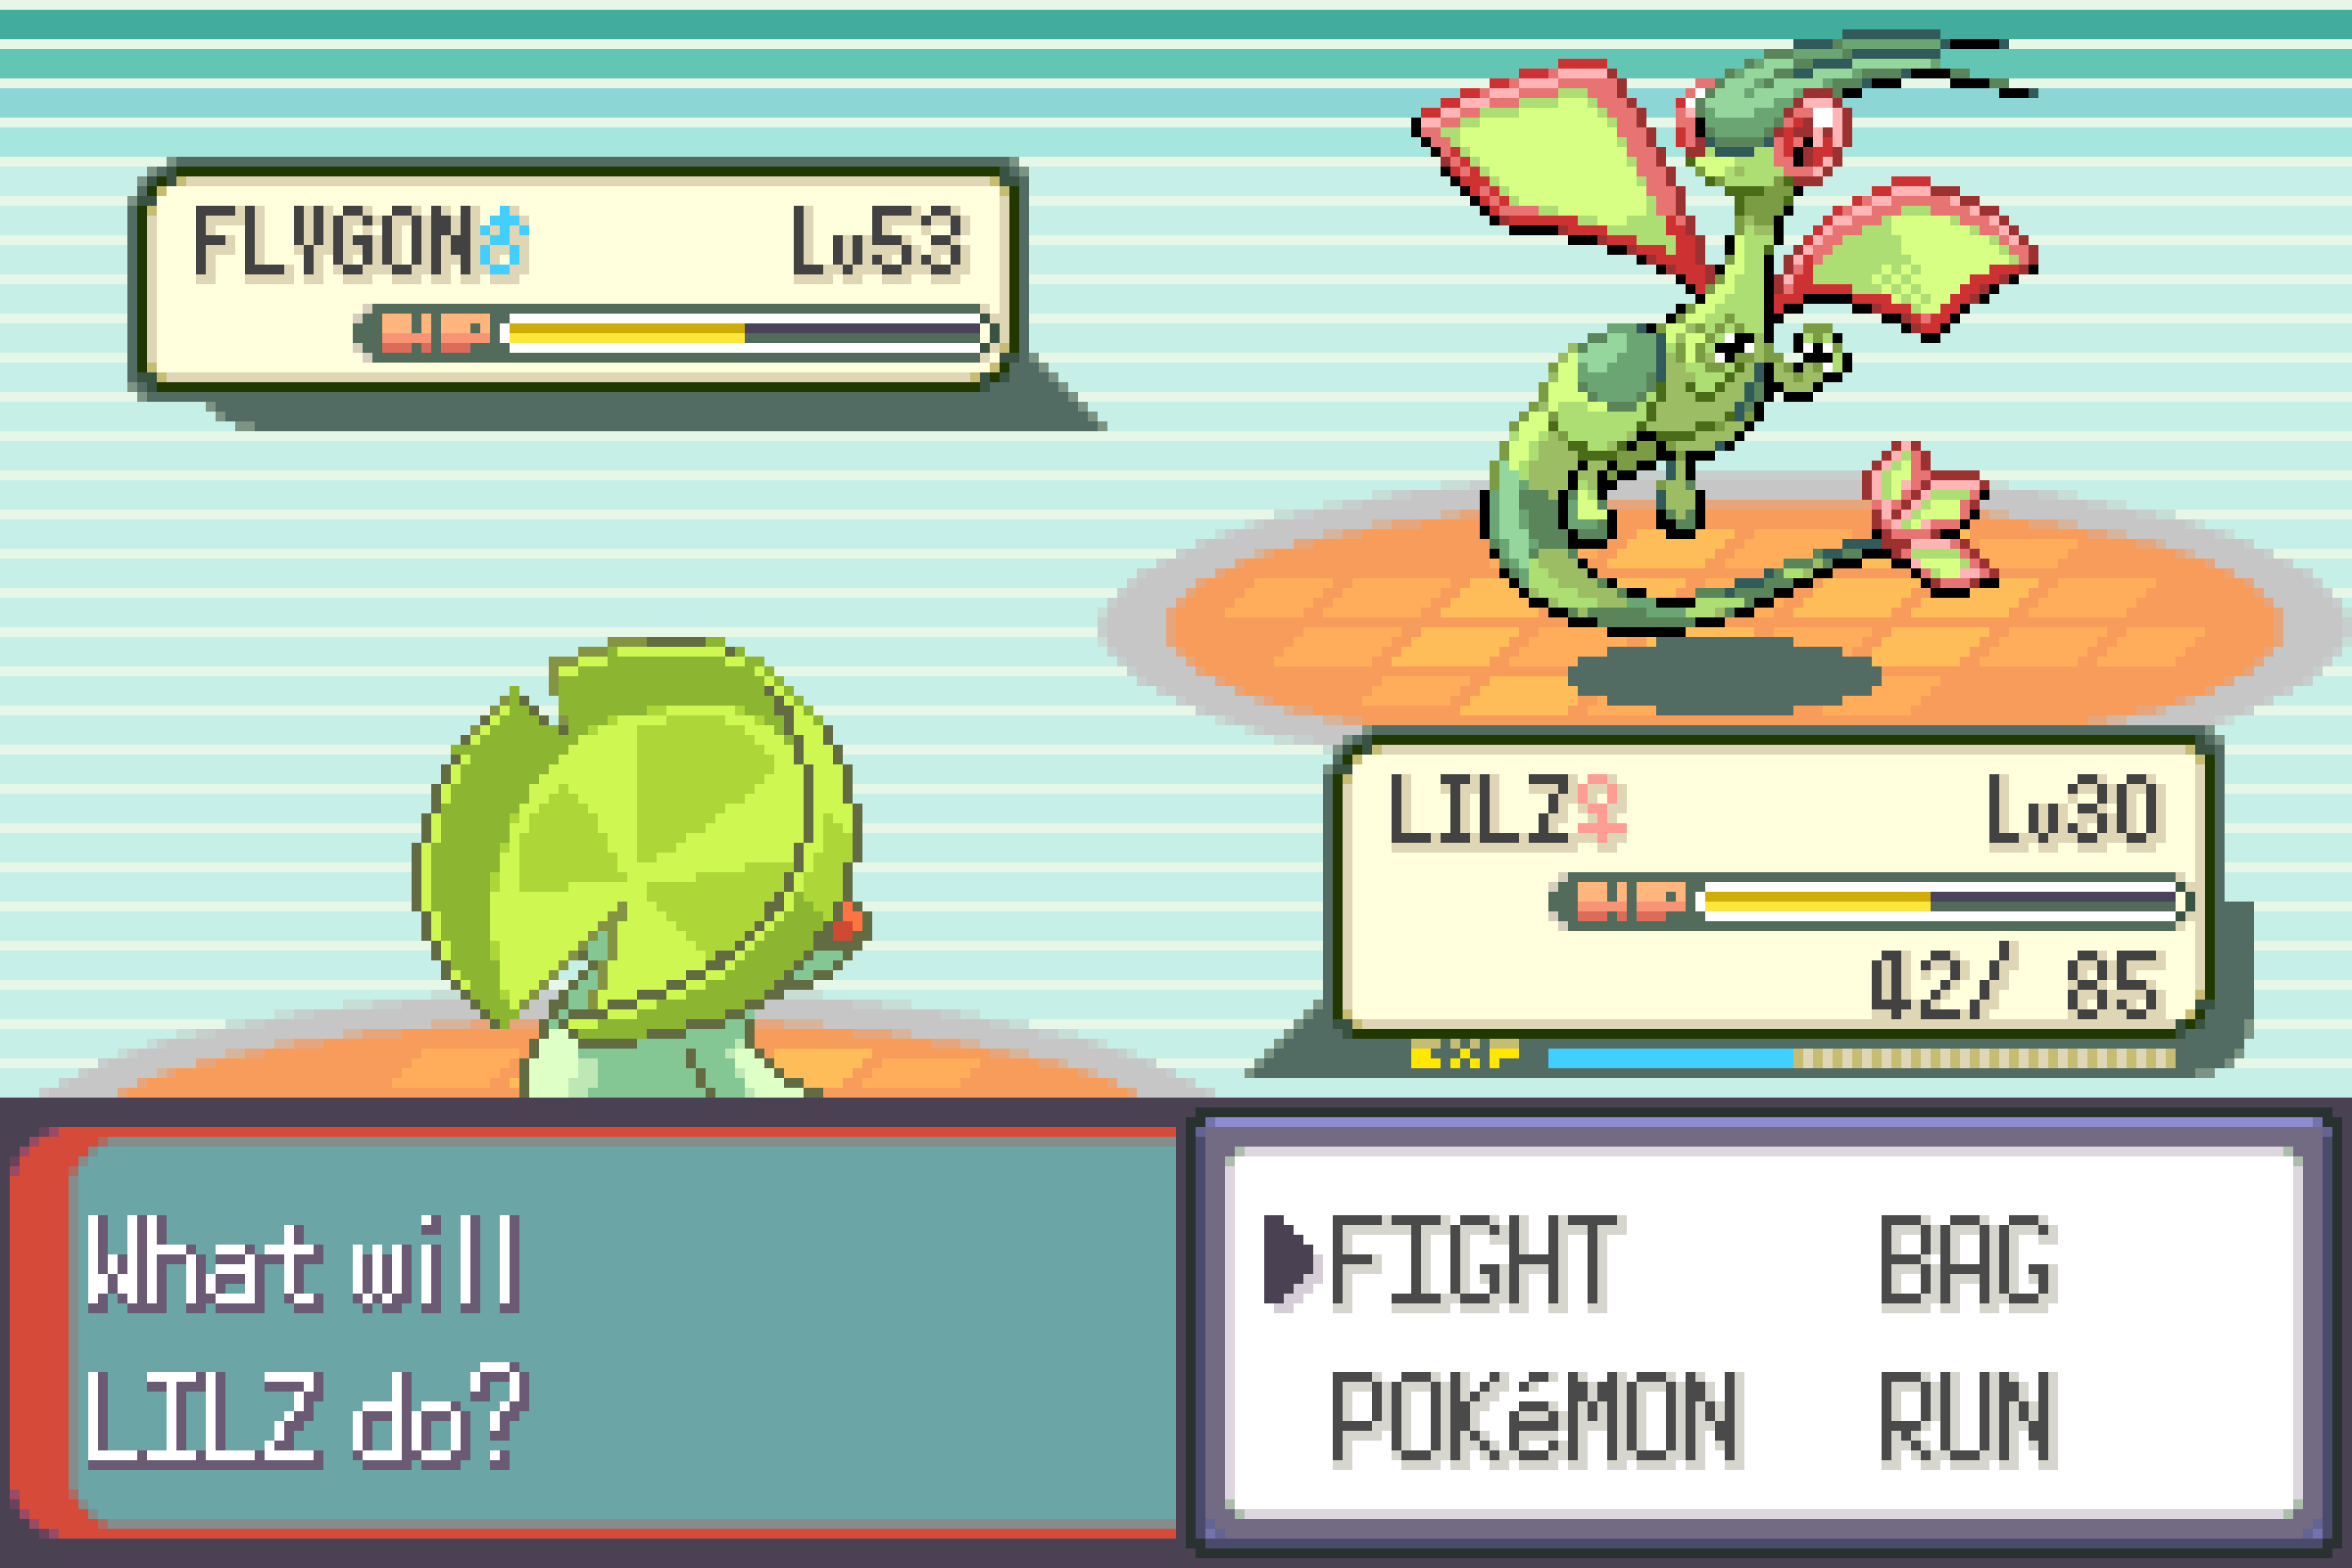 FLYGON♂ Lv53
HP
LILZ♀ Lv30
HP
42/ 85
EXP
What will
LILZ do?
FIGHT BAG
POKéMON RUN